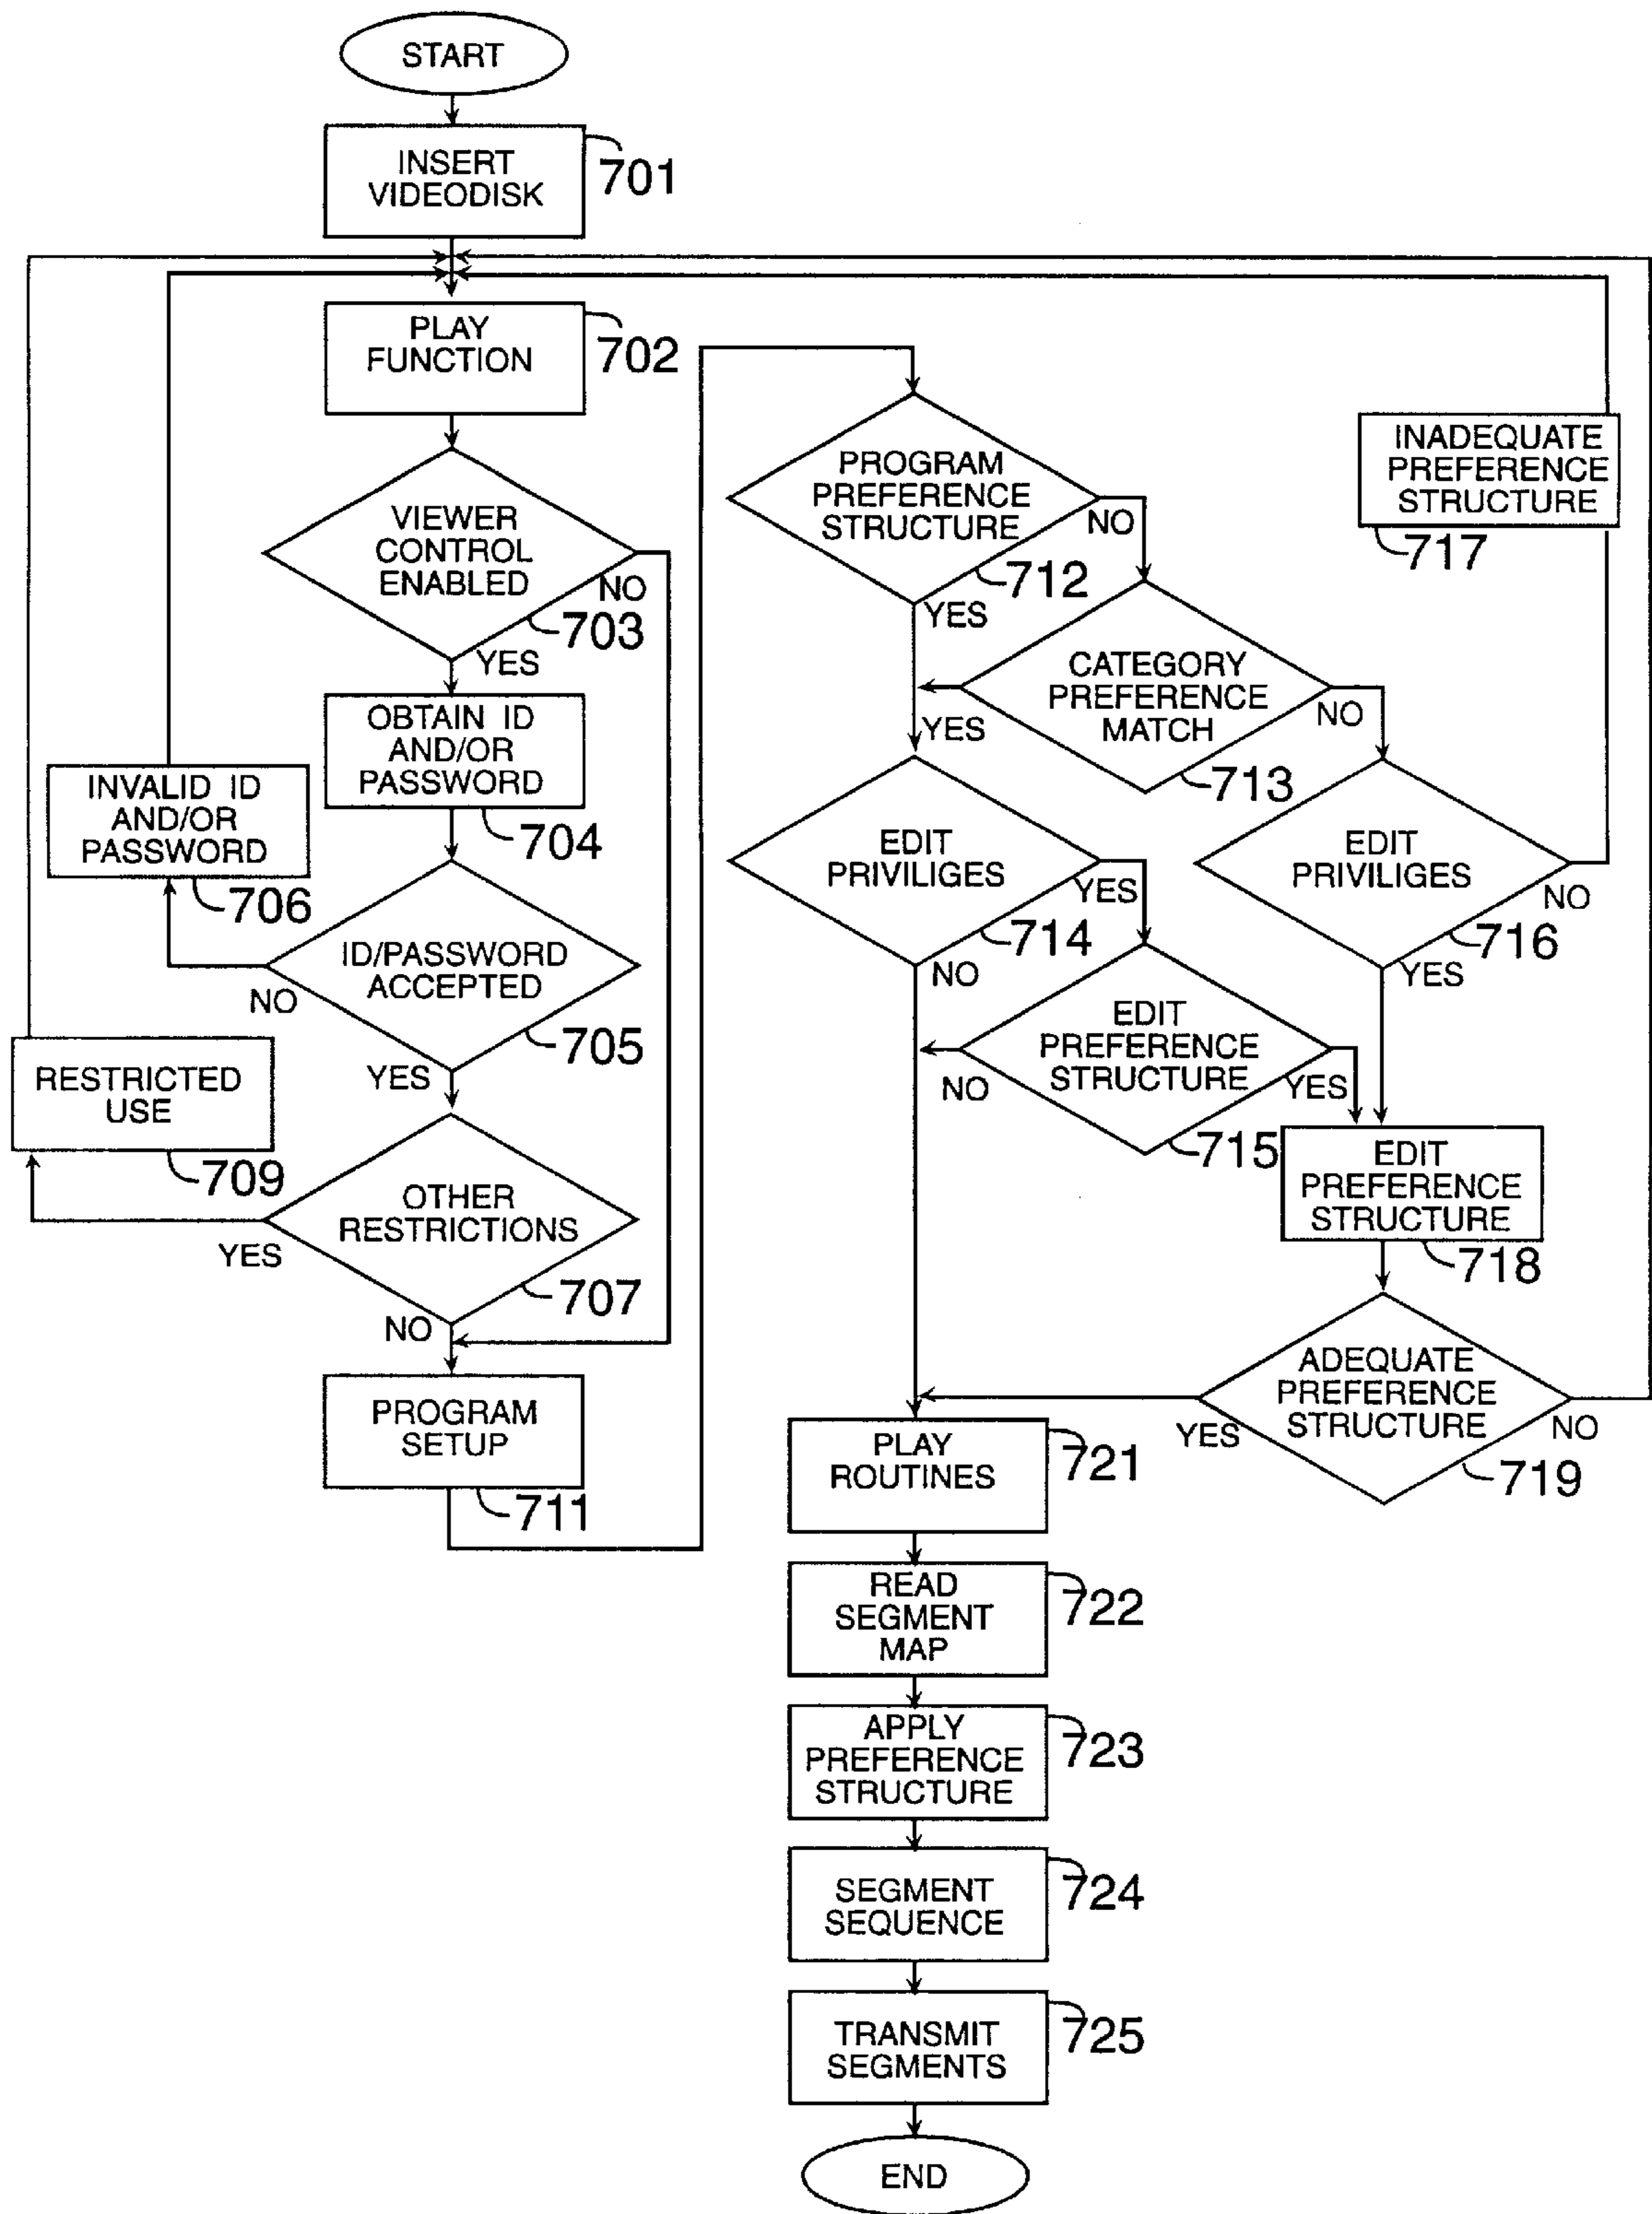 START
INSERT
VIDEODISK
701
PLAY
FUNCTION
702
VIEWER
CONTROL
ENABLED
NO
703
YES
OBTAIN ID
AND/OR
PASSWORD
704
INVALID ID
AND/OR
PASSWORD
706
ID/PASSWORD
ACCEPTED
NO
705
YES
RESTRICTED
USE
709
OTHER
RESTRICTIONS
YES
707
NO
PROGRAM
SETUP
711
PROGRAM
PREFERENCE
STRUCTURE
NO
712
YES
CATEGORY
PREFERENCE
MATCH
NO
YES
713
INADEQUATE
PREFERENCE
STRUCTURE
717
EDIT
PRIVILIGES
YES
714
NO
EDIT
PRIVILIGES
NO
716
YES
EDIT
PREFERENCE
STRUCTURE
NO
YES
715
EDIT
PREFERENCE
STRUCTURE
718
ADEQUATE
PREFERENCE
STRUCTURE
YES
NO
719
PLAY
ROUTINES
721
READ
SEGMENT
MAP
722
APPLY
PREFERENCE
STRUCTURE
723
SEGMENT
SEQUENCE
724
TRANSMIT
SEGMENTS
725
END